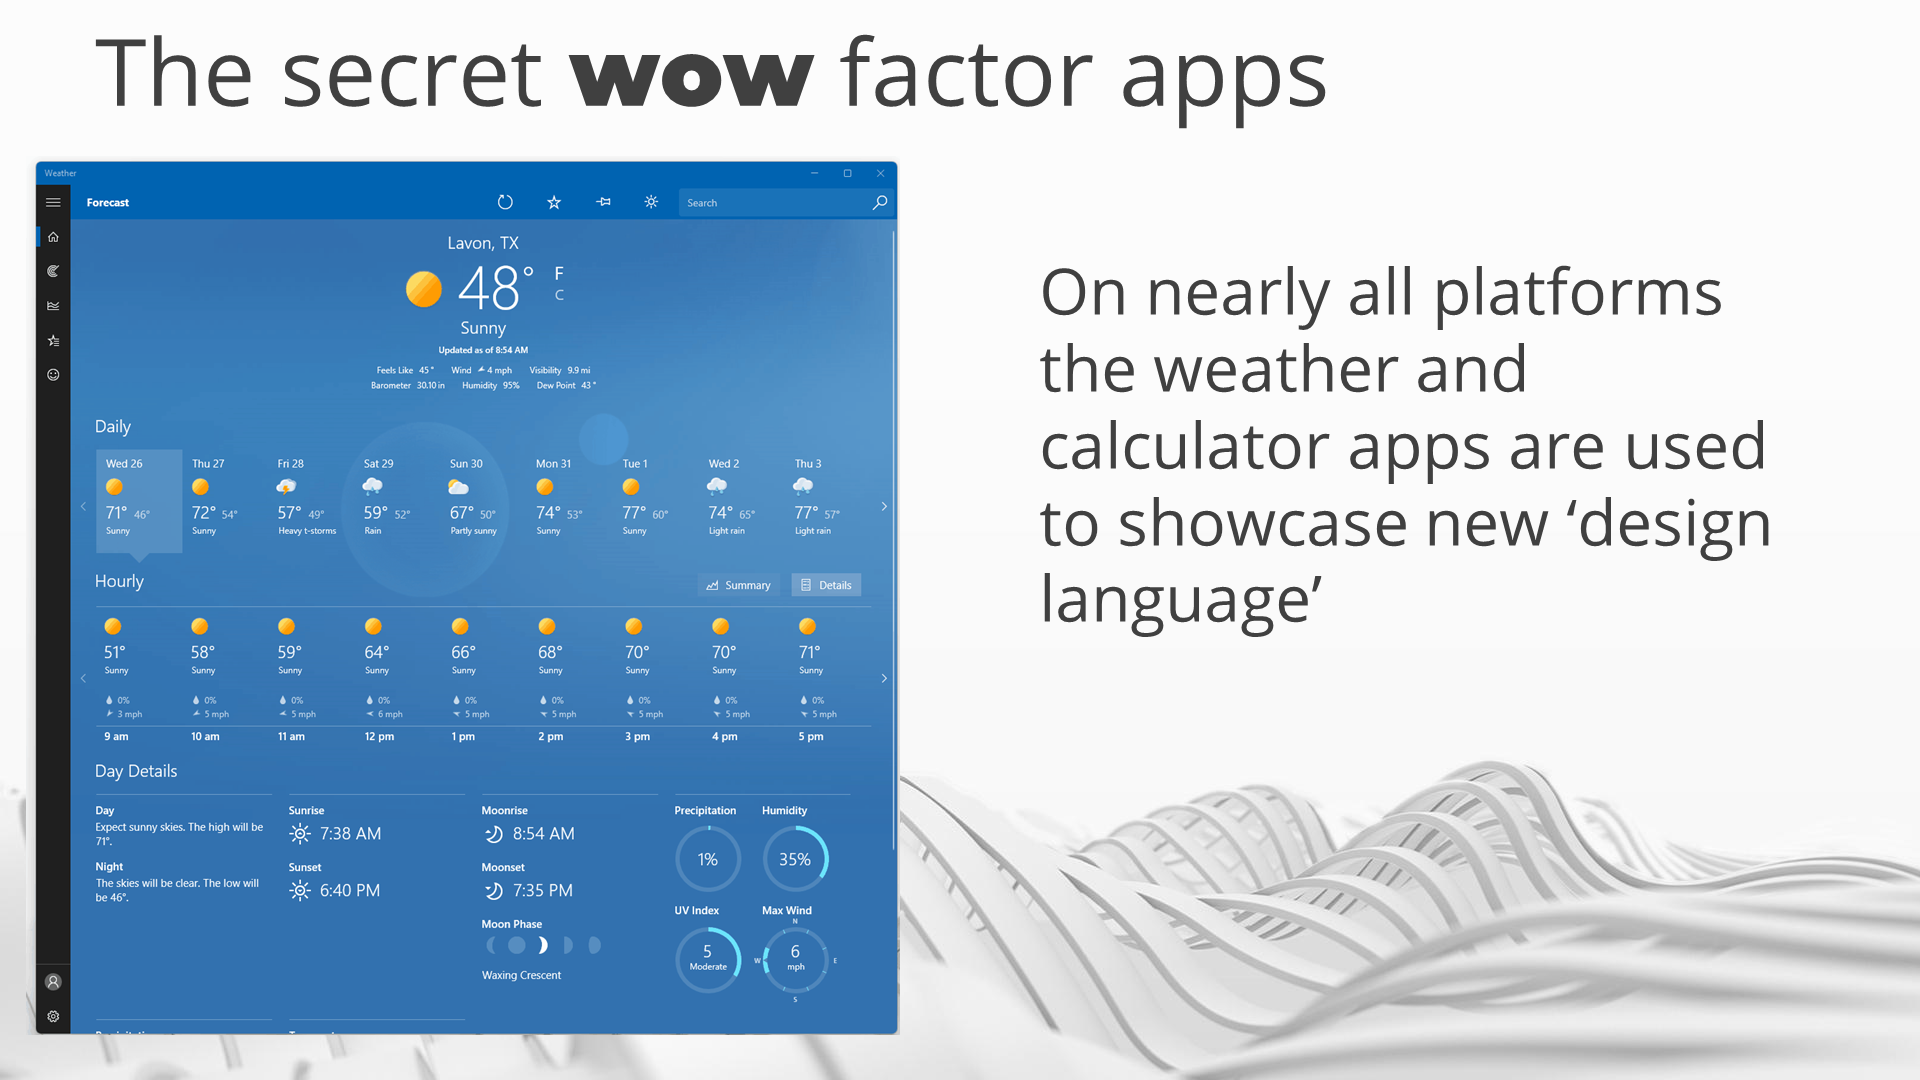 The secret wow factor apps
Weather
Forecast
Search
Lavon, TX
48° F
C
Sunny
Updated as of 8:54 AM
Feels Like 45° Wind 4 mph Visibility 9.9 mi
Barometer 30.10 in Humidity 95% Dew Point 43°
Daily
Wed 26 Thu 27 Fri 28 Sat 29 Sun 30 Mon 31 Tue 1 Wed 2 Thu 3
71° 46° 72° 54° 57° 49° 59° 52° 67° 50° 74° 53° 77° 60° 74° 65° 77° 57°
Sunny Sunny Heavy t-storms Rain Partly sunny Sunny Sunny Light rain Light rain
Hourly Summary Details
51° 58° 59° 64° 66° 68° 70° 70° 71°
Sunny Sunny Sunny Sunny Sunny Sunny Sunny Sunny Sunny
0% 0% 0% 0% 0% 0% 0% 0% 0%
3 mph 5 mph 5 mph 6 mph 5 mph 5 mph 5 mph 5 mph 5 mph
9 am 10 am 11 am 12 pm 1 pm 2 pm 3 pm 4 pm 5 pm
Day Details
Day
Expect sunny skies. The high will be
71°.
Night
The skies will be clear. The low will
be 46°.
Sunrise
7:38 AM
Sunset
6:40 PM
Moonrise
8:54 AM
Moonset
7:35 PM
Moon Phase
Waxing Crescent
Precipitation Humidity
1% 35%
UV Index Max Wind
5
Moderate
N
W 6 E
mph
S
On nearly all platforms
the weather and
calculator apps are used
to showcase new ‘design
language’